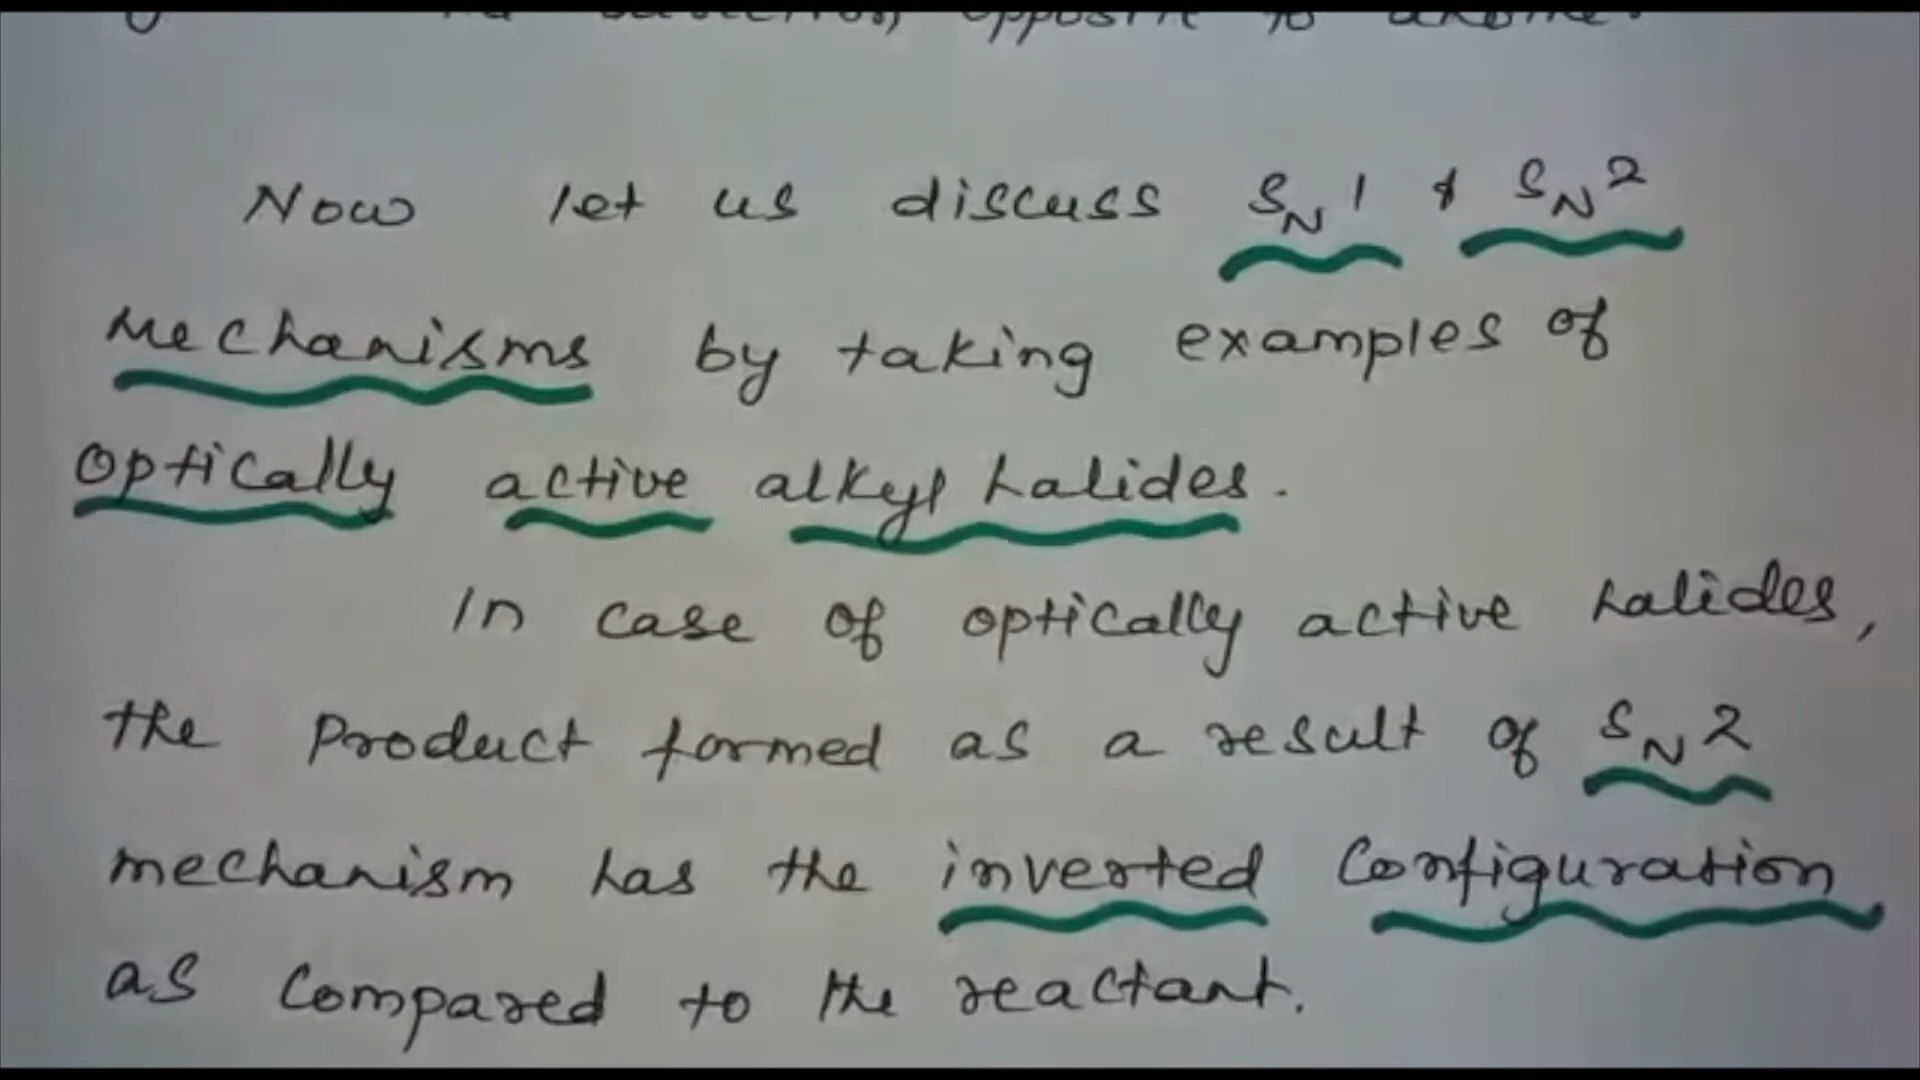 opposite to
Now let us discuss SN1 & SN2
Mechanisms by taking examples of
optically active alkyl halides.
In case of optically active halides,
the product formed as a result of SN2
mechanism has the inverted configuration
as compared to the reactant.